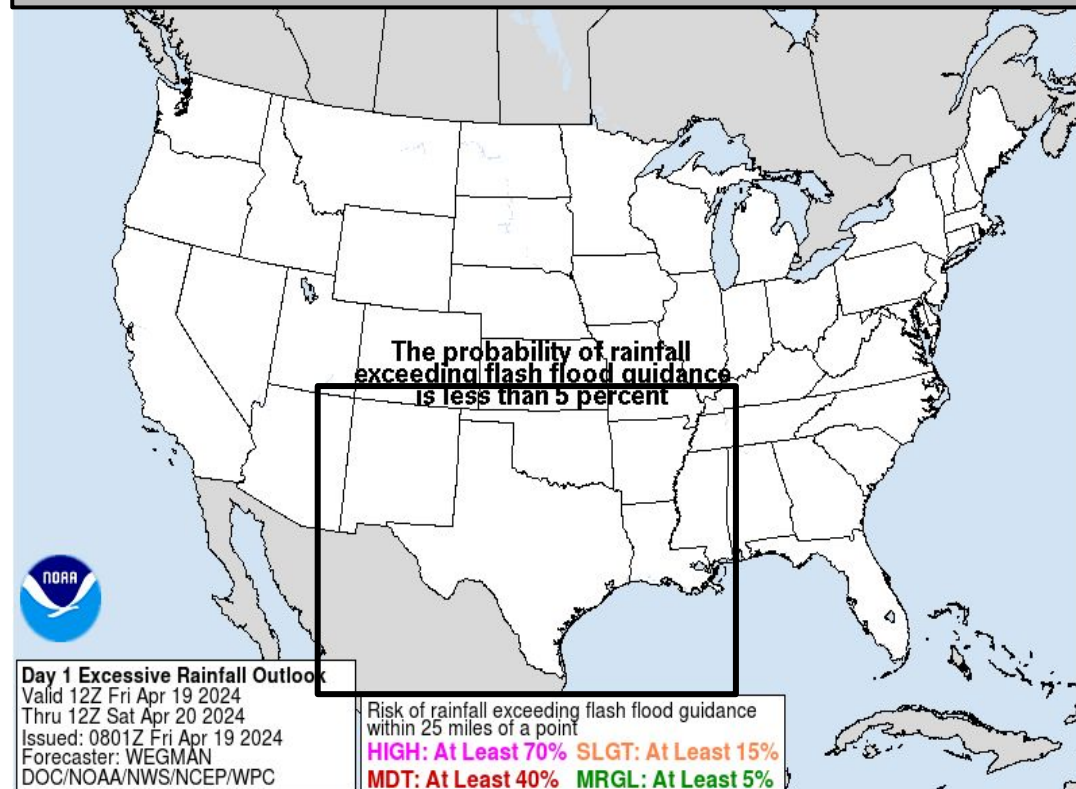 The probability of rainfall
exceeding flash flood guidance
is less than 5 percent
NOAA
Day 1 Excessive Rainfall Outlook
Valid 12Z Fri Apr 19 2024
Thru 12Z Sat Apr 20 2024
Issued: 0801Z Fri Apr 19 2024
Forecaster: WEGMAN
DOC/NOAA/NWS/NCEP/WPC
Risk of rainfall exceeding flash flood guidance
within 25 miles of a point
HIGH: At Least 70% SLGT: At Least 15%
MDT: At Least 40% MRGL: At Least 5%